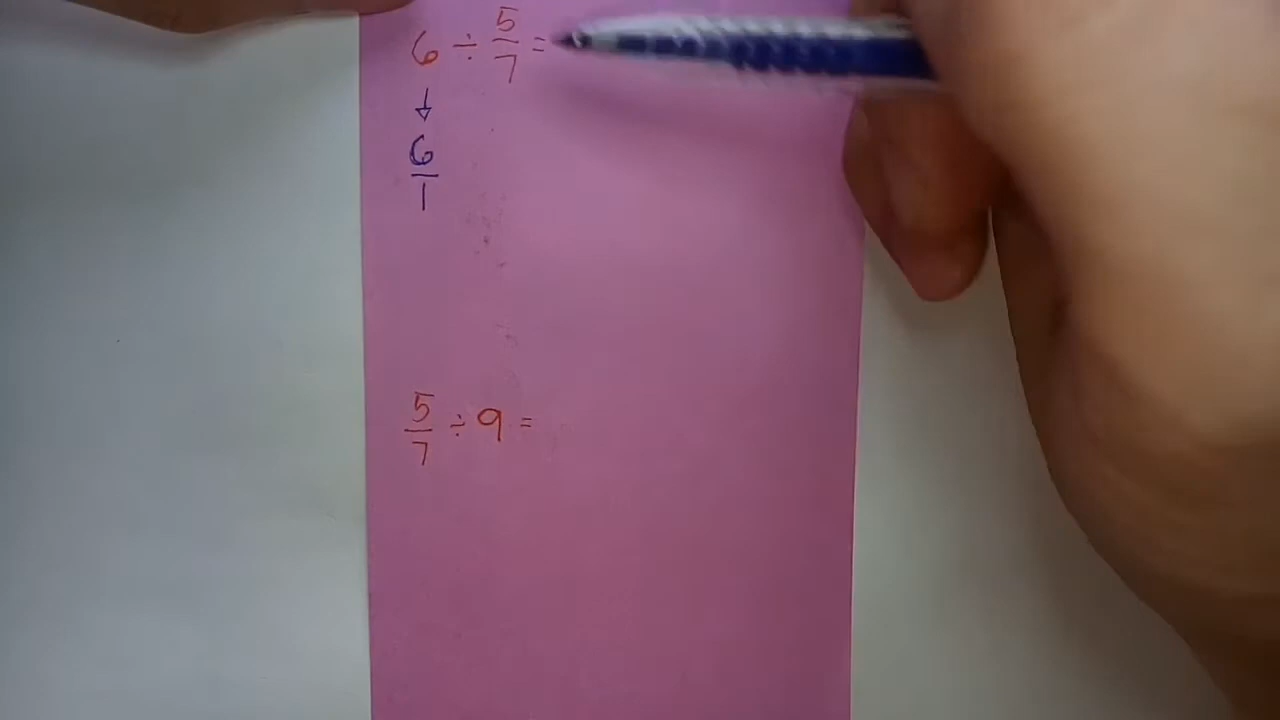 6 ÷ 5/7 =
↓
6/1
5/7 ÷ 9 =